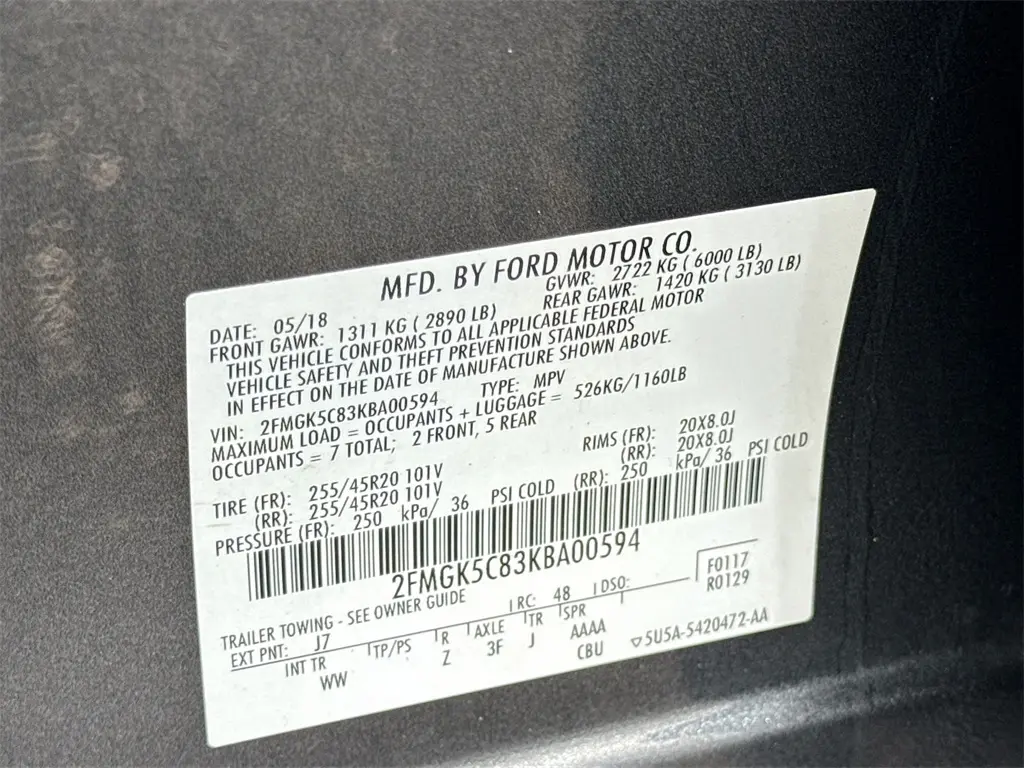 MFD. BY FORD MOTOR CO.
DATE: 05/18 GVWR: 2722 KG ( 6000 LB)
FRONT GAWR: 1311 KG ( 2890 LB) REAR GAWR: 1420 KG ( 3130 LB)
THIS VEHICLE CONFORMS TO ALL APPLICABLE FEDERAL MOTOR
VEHICLE SAFETY AND THEFT PREVENTION STANDARDS
IN EFFECT ON THE DATE OF MANUFACTURE SHOWN ABOVE.
VIN: 2FMGK5C83KBA00594 TYPE: MPV
MAXIMUM LOAD = OCCUPANTS + LUGGAGE = 526KG/1160LB
OCCUPANTS = 7 TOTAL; 2 FRONT, 5 REAR
TIRE (FR): 255/45R20 101V RIMS (FR): 20X8.0J
(RR): 255/45R20 101V (RR): 20X8.0J
PRESSURE (FR): 250 kPa/ 36 PSI COLD (RR): 250 kPa/ 36 PSI COLD
2FMGK5C83KBA00594
F0117
R0129
TRAILER TOWING - SEE OWNER GUIDE RC: 48 DSO:
EXT PNT: J7
INT TR TP/PS R AXLE TR SPR
WW Z 3F J AAAA
CBU
5U5A-5420472-AA